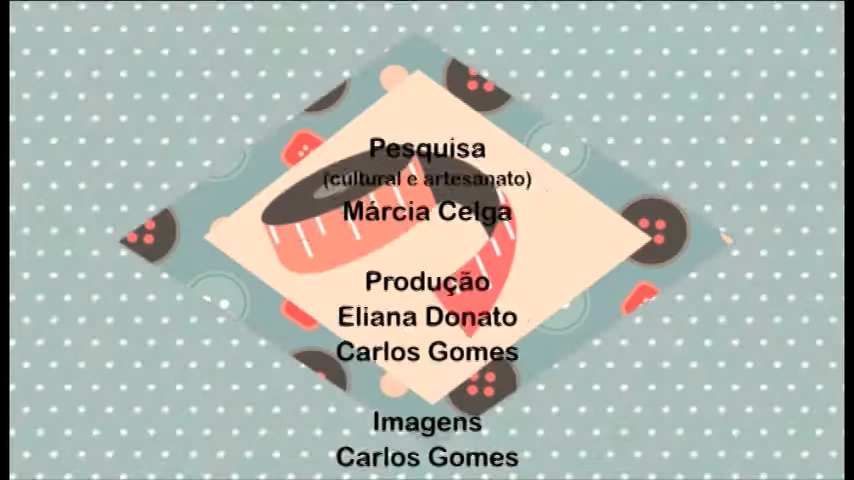 Pesquisa
(cultural e artesanato)
Márcia Celga
Produção
Eliana Donato
Carlos Gomes
Imagens
Carlos Gomes